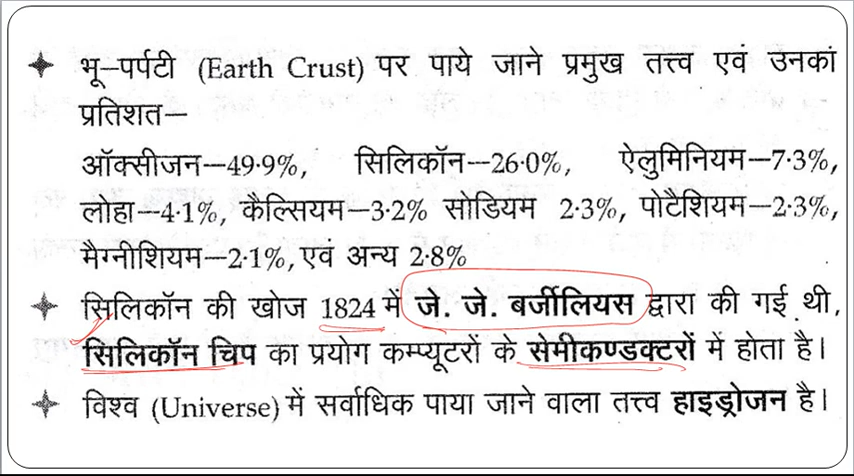 भू–पर्पटी (Earth Crust) पर पाये जाने प्रमुख तत्त्व एवं उनकां
प्रतिशत–
ऑक्सीजन–49·9%, सिलिकॉन–26·0%, ऐलुमिनियम–7·3%,
लोहा–4·1%, कैल्सियम–3·2% सोडियम 2·3%, पोटैशियम–2·3%,
मैग्नीशियम–2·1%, एवं अन्य 2·8%
सिलिकॉन की खोज 1824 में जे. जे. बर्जीलियस द्वारा की गई थी,
सिलिकॉन चिप का प्रयोग कम्प्यूटरों के सेमीकण्डक्टरों में होता है।
विश्व (Universe) में सर्वाधिक पाया जाने वाला तत्त्व हाइड्रोजन है।